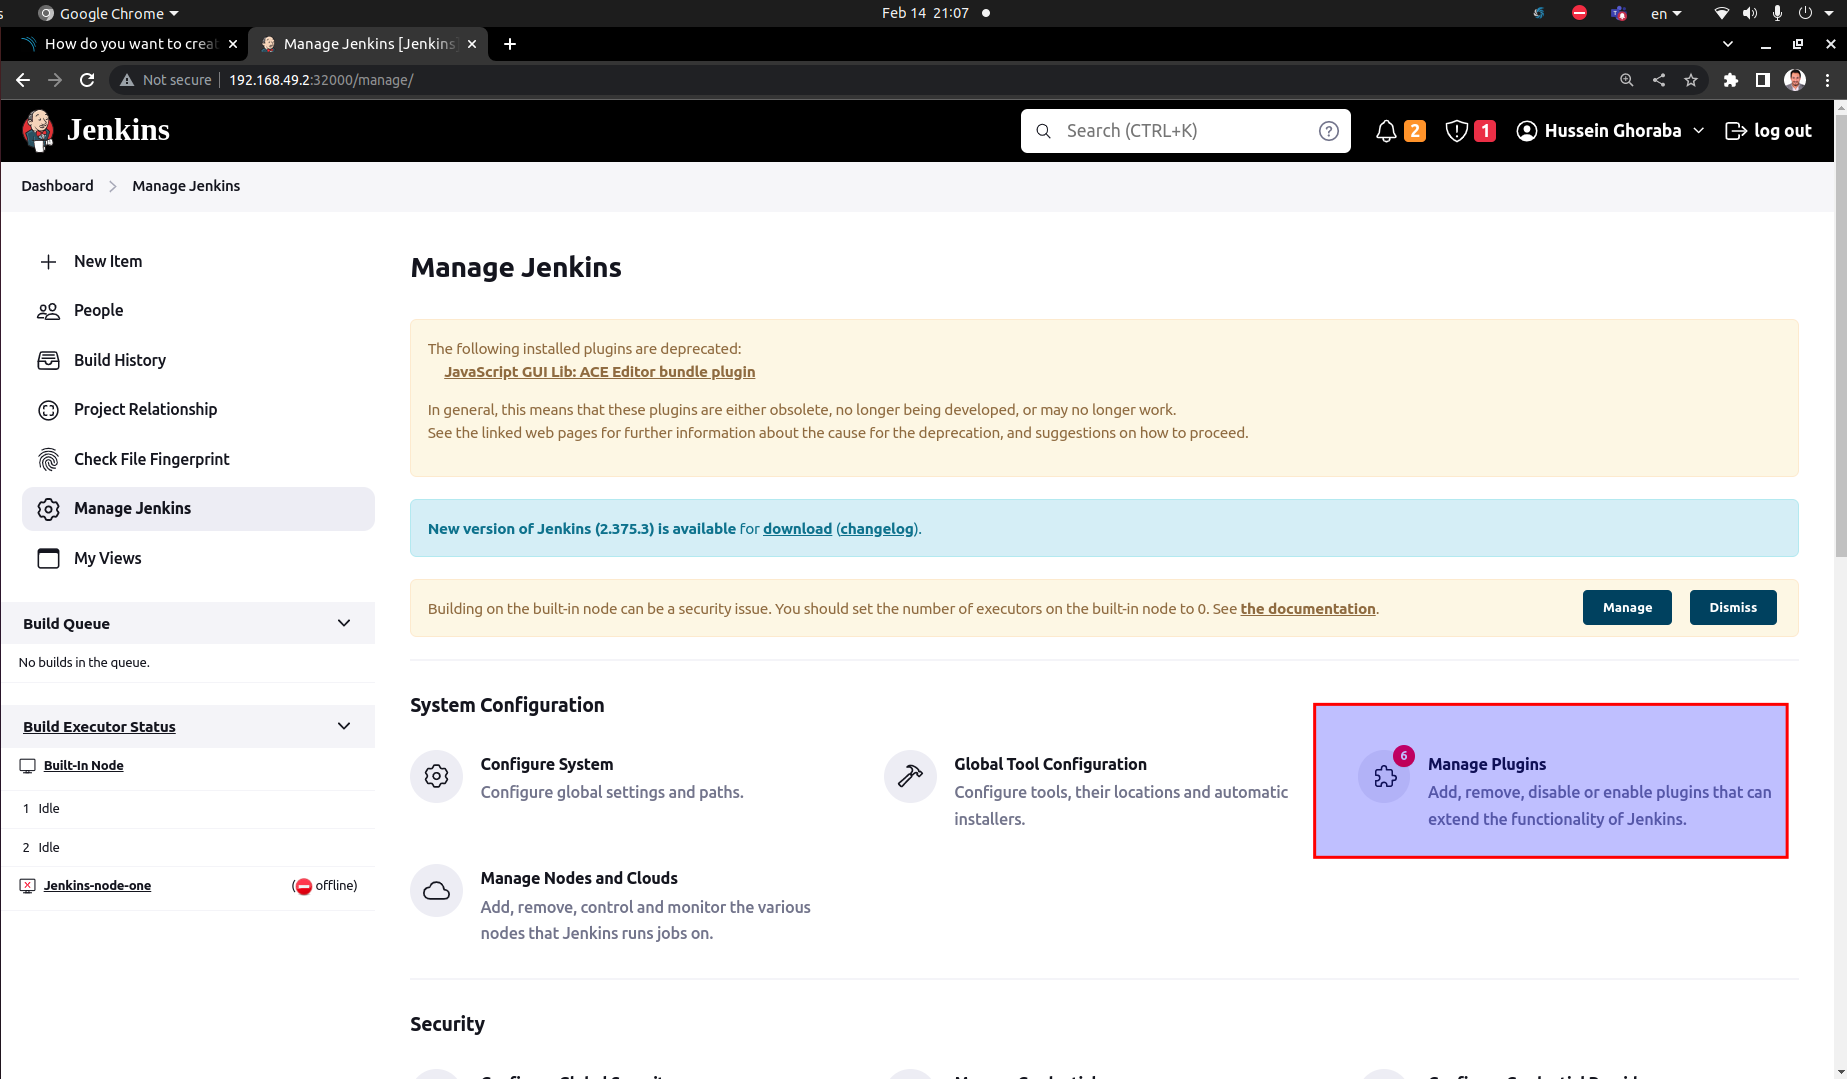 Google Chrome
Feb 14 21:07
en
How do you want to creat
Manage Jenkins [Jenkins]
Not secure
192.168.49.2:32000/manage/
Jenkins
Search (CTRL+K)
2
1
Hussein Ghoraba
log out
Dashboard
Manage Jenkins
New Item
People
Build History
Project Relationship
Check File Fingerprint
Manage Jenkins
My Views
Build Queue
No builds in the queue.
Build Executor Status
Built-In Node
1 Idle
2 Idle
Jenkins-node-one
(offline)
Manage Jenkins
The following installed plugins are deprecated:
JavaScript GUI Lib: ACE Editor bundle plugin
In general, this means that these plugins are either obsolete, no longer being developed, or may no longer work.
See the linked web pages for further information about the cause for the deprecation, and suggestions on how to proceed.
New version of Jenkins (2.375.3) is available for download (changelog).
Building on the built-in node can be a security issue. You should set the number of executors on the built-in node to 0. See the documentation.
Manage
Dismiss
System Configuration
Configure System
Configure global settings and paths.
Global Tool Configuration
Configure tools, their locations and automatic
installers.
6
Manage Plugins
Add, remove, disable or enable plugins that can
extend the functionality of Jenkins.
Manage Nodes and Clouds
Add, remove, control and monitor the various
nodes that Jenkins runs jobs on.
Security